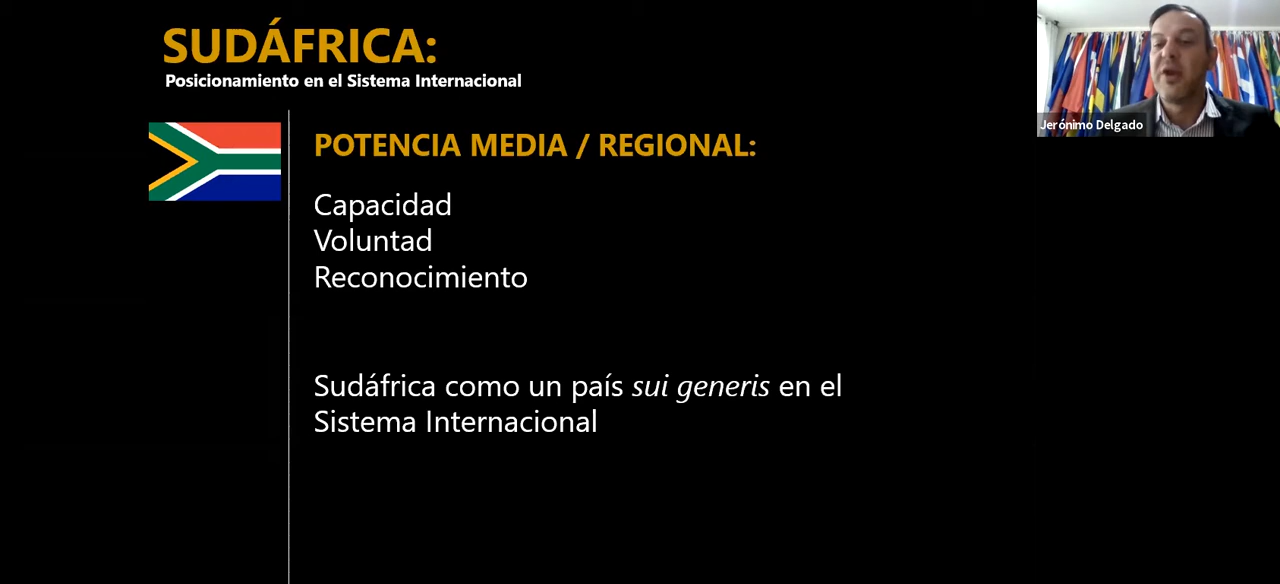 SUDÁFRICA:
Posicionamiento en el Sistema Internacional
POTENCIA MEDIA / REGIONAL:
Capacidad
Voluntad
Reconocimiento
Sudáfrica como un país sui generis en el
Sistema Internacional
Jerónimo Delgado